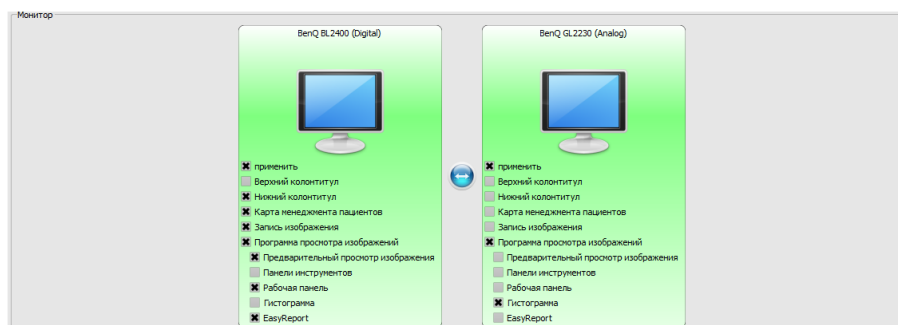 Монитор
BenQ BL2400 (Digital)
применить
Верхний колонтитул
Нижний колонтитул
Карта менеджмента пациентов
Запись изображения
Программа просмотра изображений
Предварительный просмотр изображения
Панели инструментов
Рабочая панель
Гистограмма
EasyReport
BenQ GL2230 (Analog)
применить
Верхний колонтитул
Нижний колонтитул
Карта менеджмента пациентов
Запись изображения
Программа просмотра изображений
Предварительный просмотр изображения
Панели инструментов
Рабочая панель
Гистограмма
EasyReport